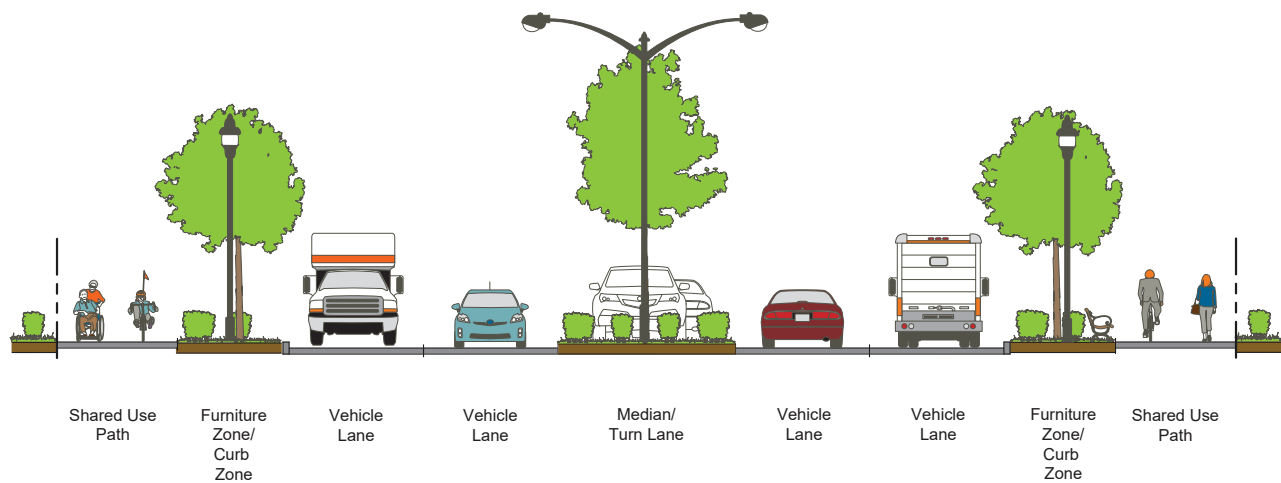 Shared Use
Path
Furniture
Zone/
Curb
Zone
Vehicle
Lane
Vehicle
Lane
Median/
Turn Lane
Vehicle
Lane
Vehicle
Lane
Furniture
Zone/
Curb
Zone
Shared Use
Path